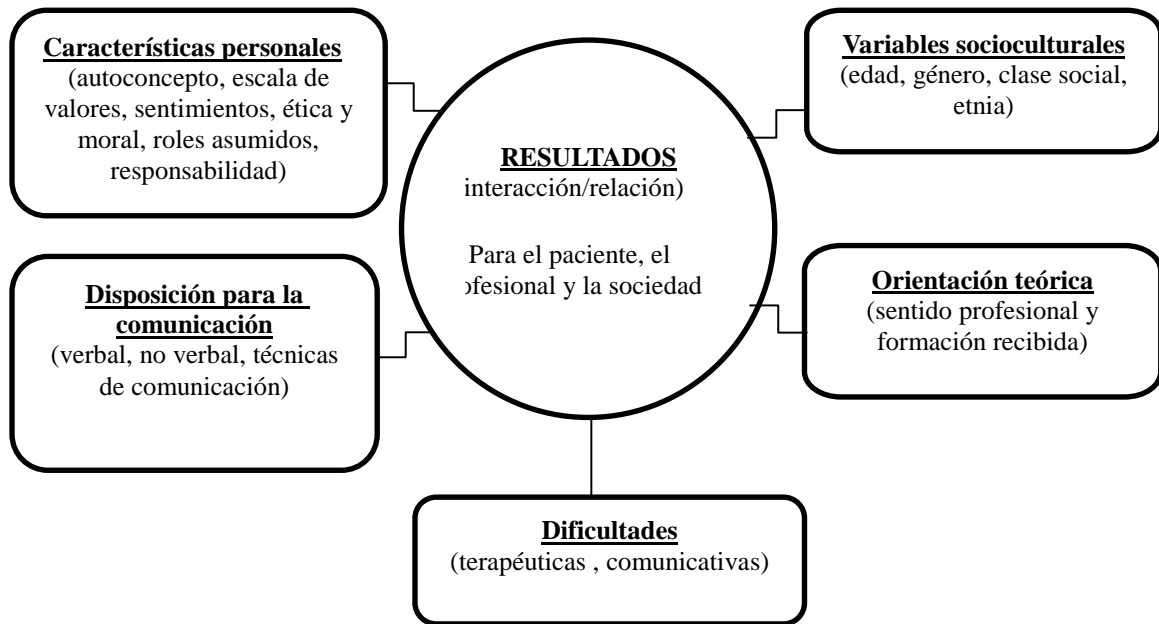 Características personales
(autoconcepto, escala de
valores, sentimientos, ética y
moral, roles asumidos,
responsabilidad)
Variables socioculturales
(edad, género, clase social,
etnia)
RESULTADOS
interacción/relación)
Para el paciente, el
ofesional y la sociedad
Disposición para la
comunicación
(verbal, no verbal, técnicas
de comunicación)
Orientación teórica
(sentido profesional y
formación recibida)
Dificultades
(terapéuticas , comunicativas)